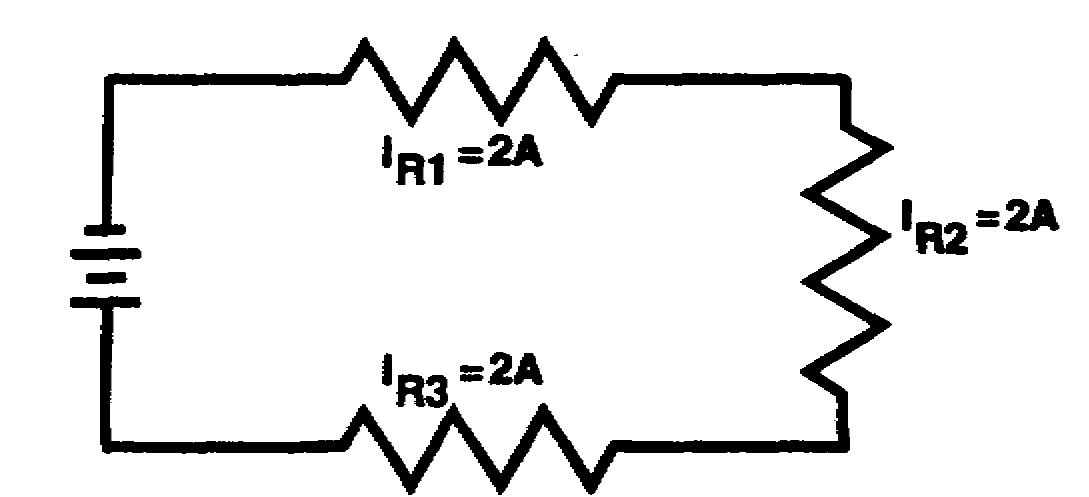 IR1 = 2A
IR2 = 2A
IR3 = 2A